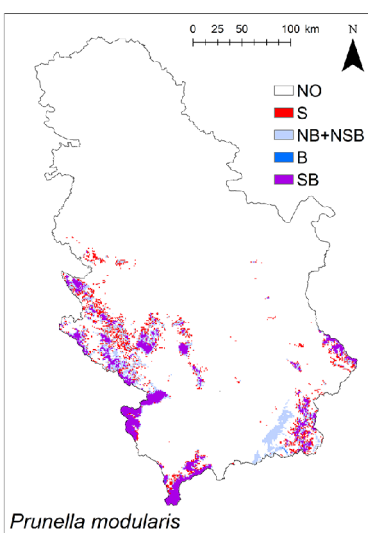 0 25 50 100 km
N
NO
S
NB+NSB
B
SB
Prunella modularis